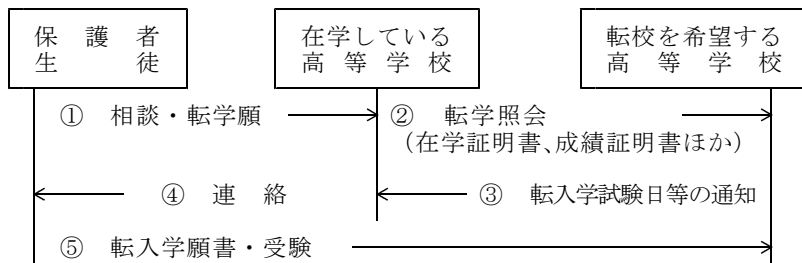 保護者
生徒
在学している
高等学校
転校を希望する
高等学校
① 相談・転学願
② 転学照会
(在学証明書、成績証明書ほか)
④ 連絡
③ 転入学試験日等の通知
⑤ 転入学願書・受験